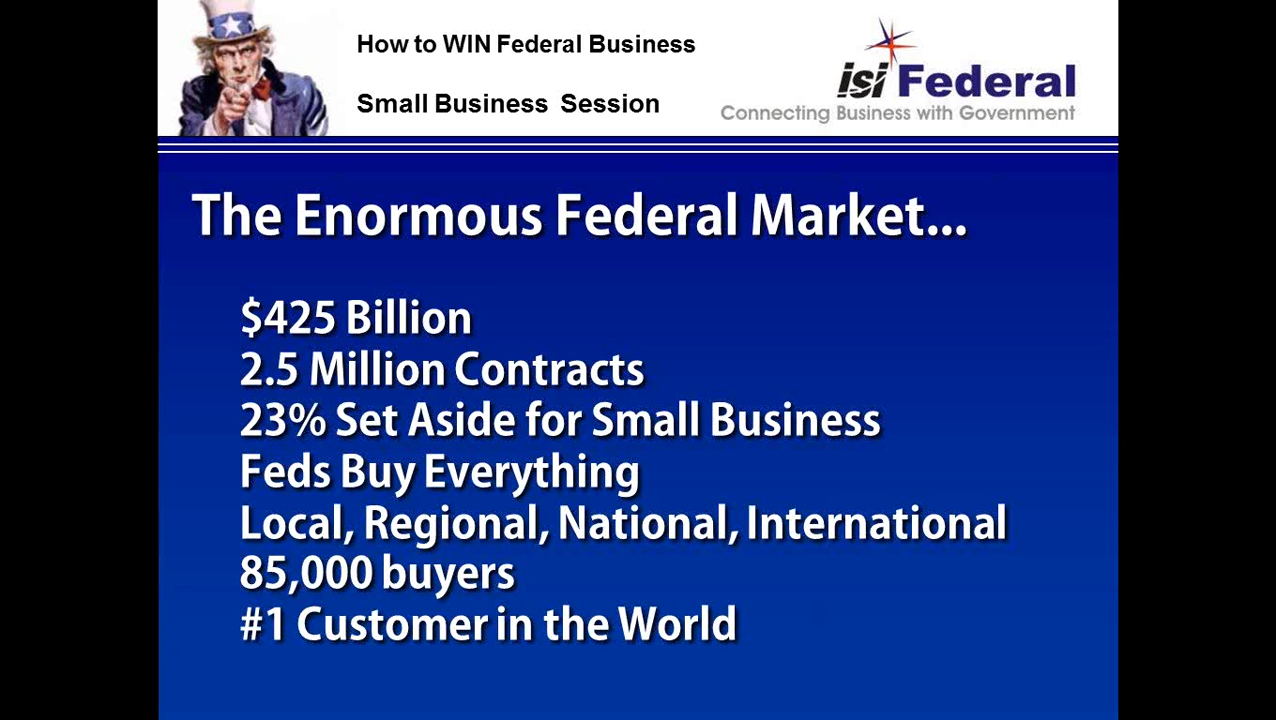 How to WIN Federal Business
Small Business Session
isi Federal
Connecting Business with Government
The Enormous Federal Market...
$425 Billion
2.5 Million Contracts
23% Set Aside for Small Business
Feds Buy Everything
Local, Regional, National, International
85,000 buyers
#1 Customer in the World